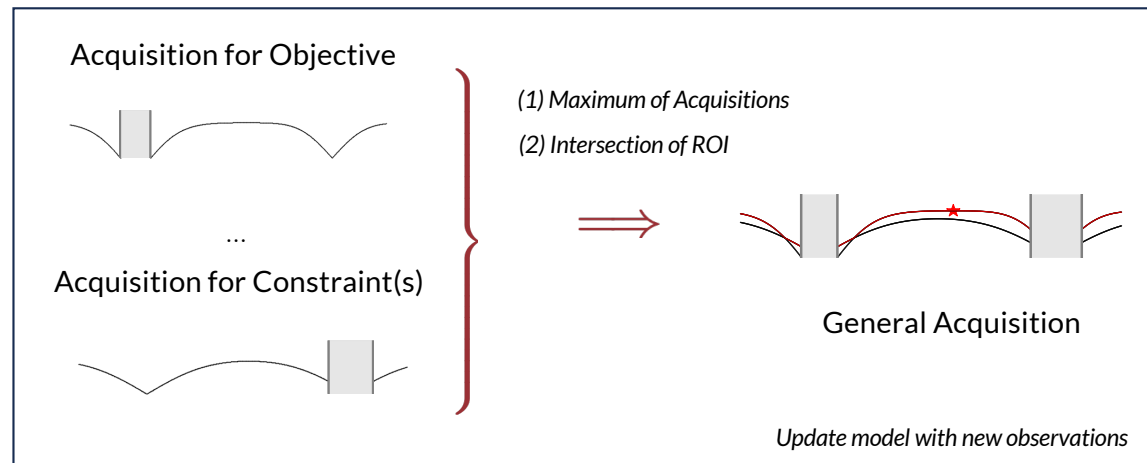 Acquisition for Objective
...
Acquisition for Constraint(s)
(1) Maximum of Acquisitions
(2) Intersection of ROI
General Acquisition
Update model with new observations